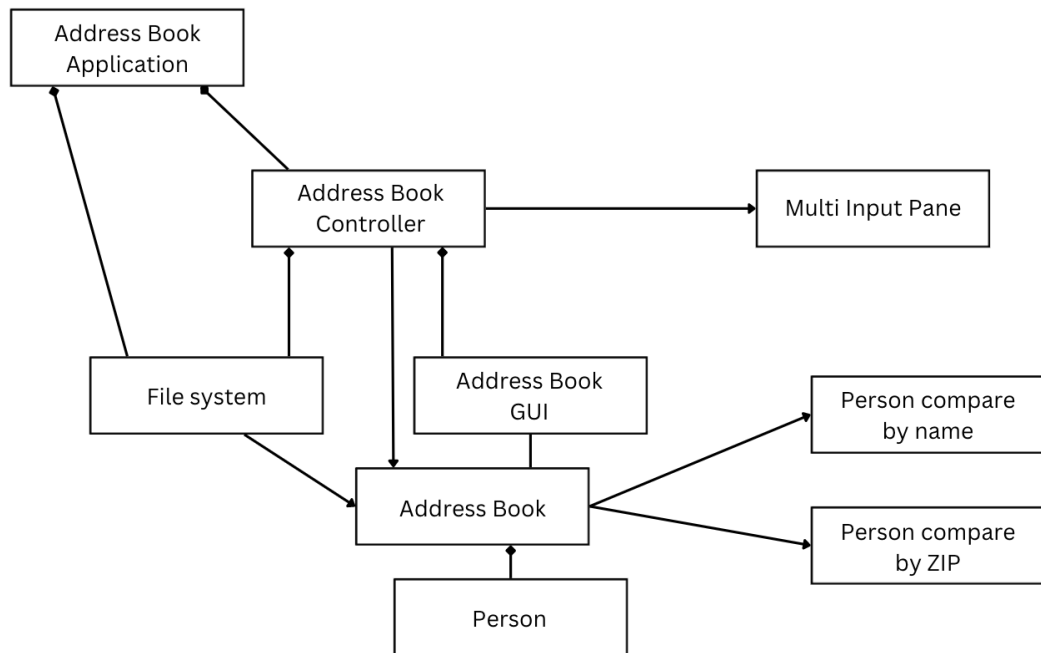 Address Book
Application
Address Book
Controller
Multi Input Pane
File system
Address Book
GUI
Person compare
by name
Address Book
Person compare
by ZIP
Person